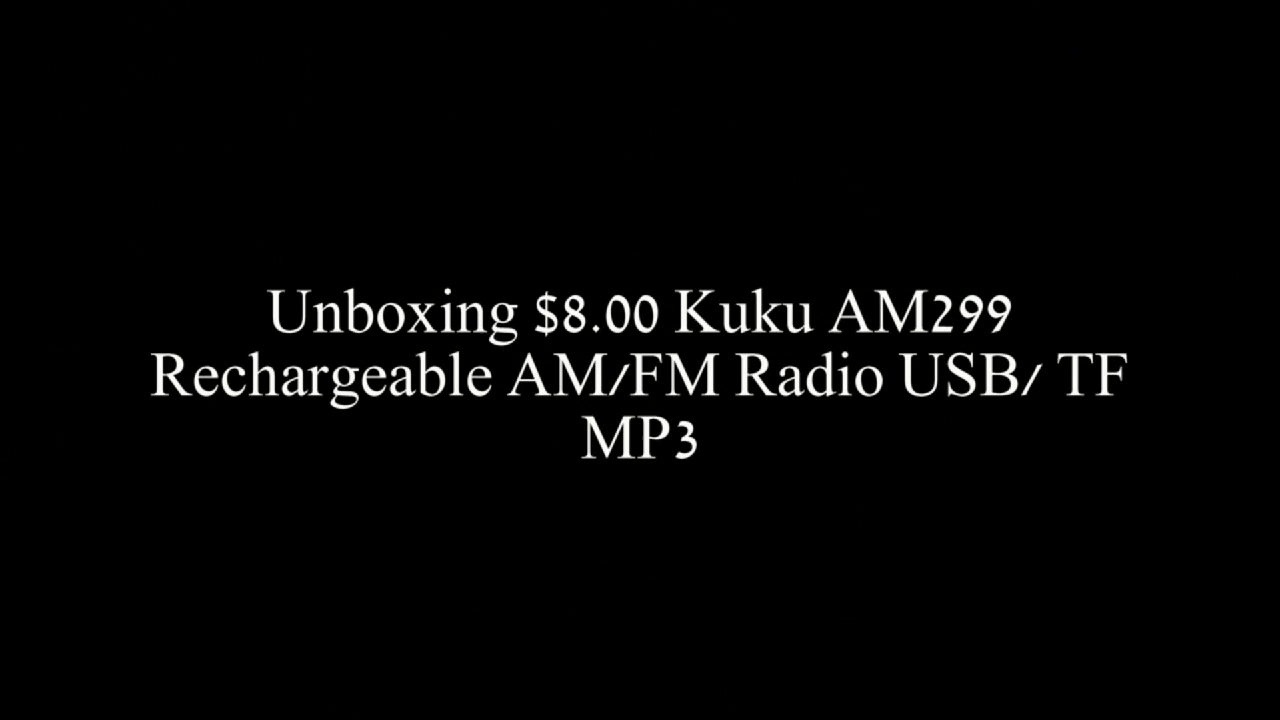 Unboxing $8.00 Kuku AM299
Rechargeable AM/FM Radio USB/ TF
MP3